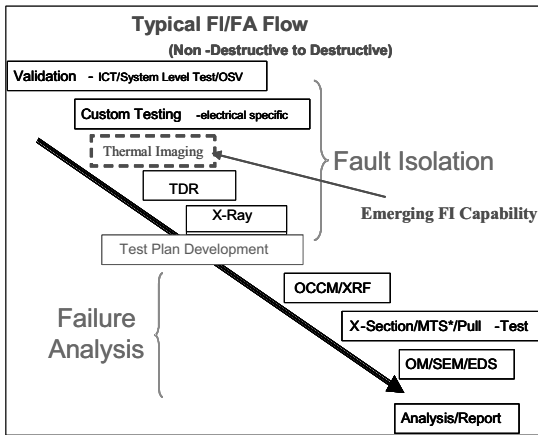 Typical FI/FA Flow
(Non -Destructive to Destructive)
Validation - ICT/System Level Test/OSV
Custom Testing -electrical specific
Thermal Imaging
Fault Isolation
TDR
X-Ray
Emerging FI Capability
Test Plan Development
OCCM/XRF
Failure
Analysis
X-Section/MTS*/Pull -Test
OM/SEM/EDS
Analysis/Report